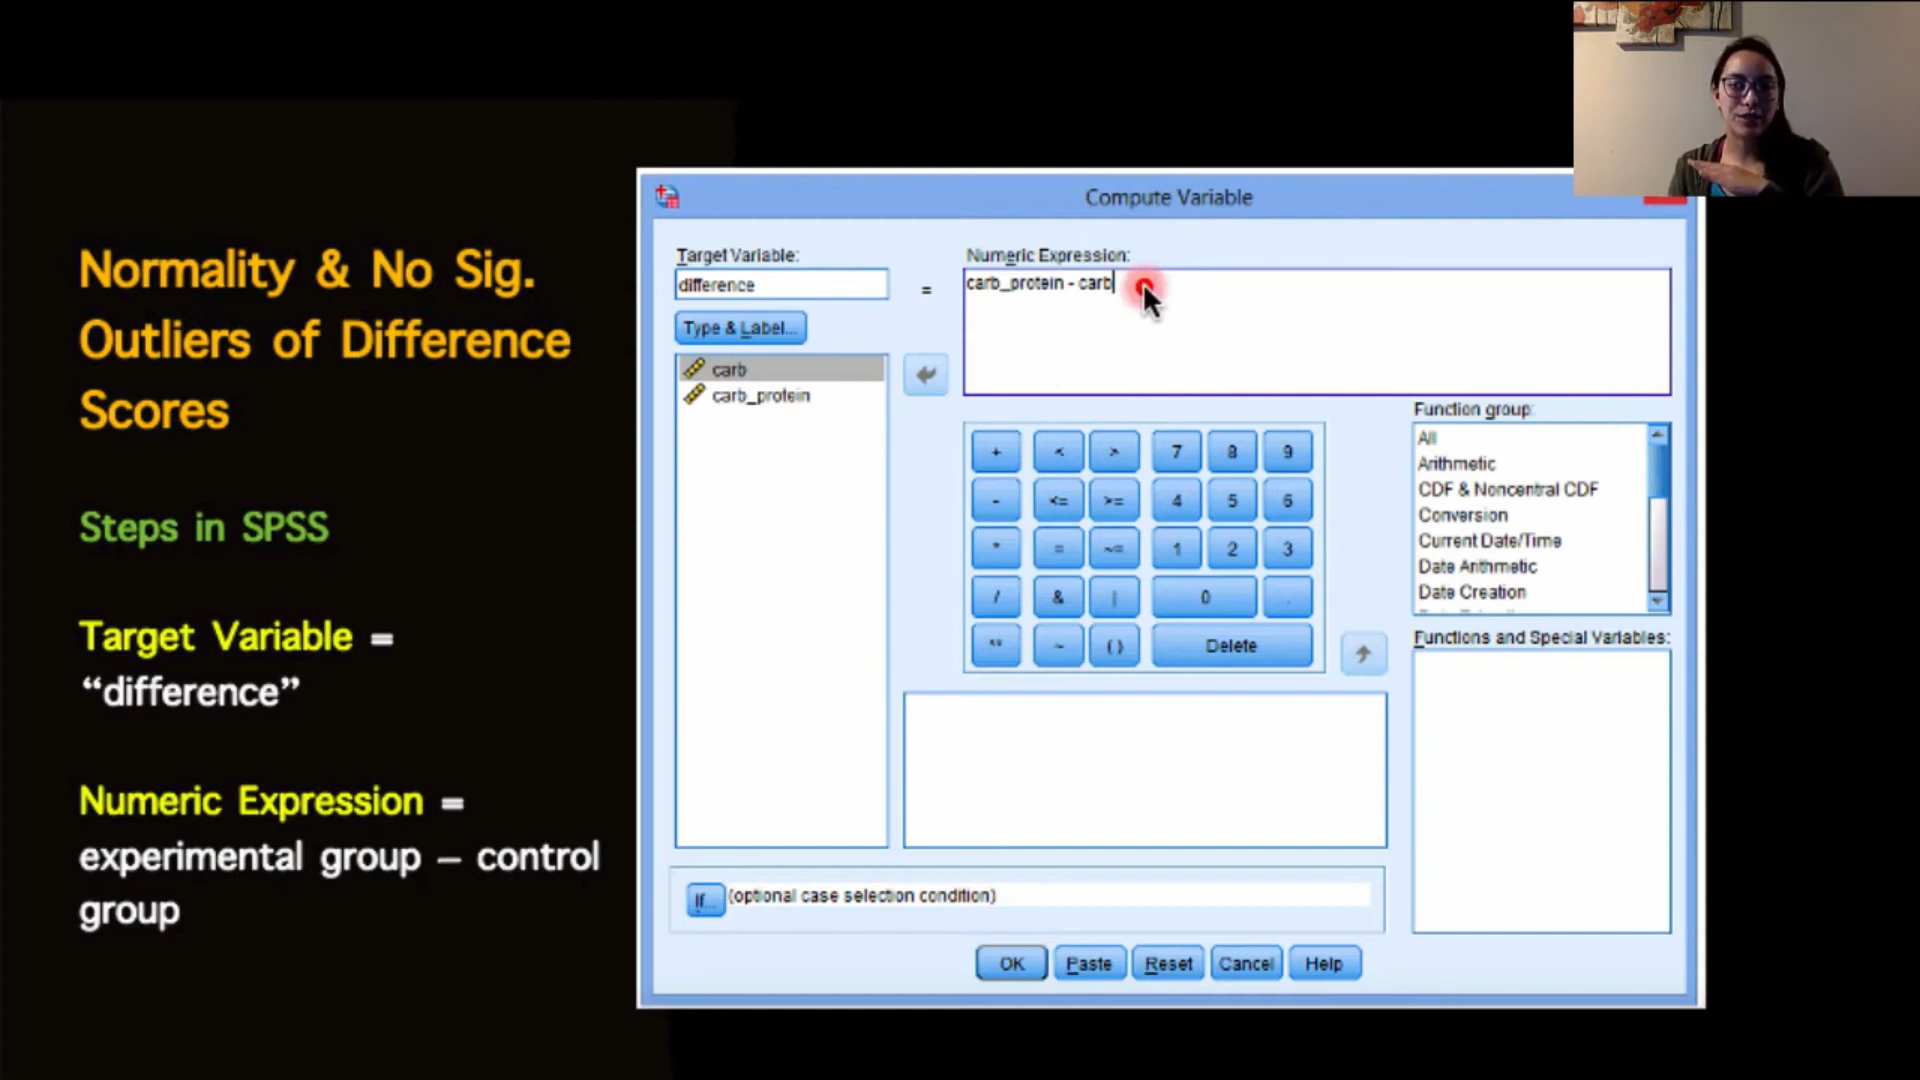 Normality & No Sig.
Outliers of Difference
Scores
Steps in SPSS
Target Variable =
“difference”
Numeric Expression =
experimental group – control
group
Compute Variable
Target Variable:
difference
=
Numeric Expression:
carb_protein - carb
Type & Label...
carb
carb_protein
+ < > 7 8 9
- <= >= 4 5 6
* = ~= 1 2 3
/ & | 0 .
** ~ () Delete
Function group:
All
Arithmetic
CDF & Noncentral CDF
Conversion
Current Date/Time
Date Arithmetic
Date Creation
Functions and Special Variables:
If... (optional case selection condition)
OK Paste Reset Cancel Help